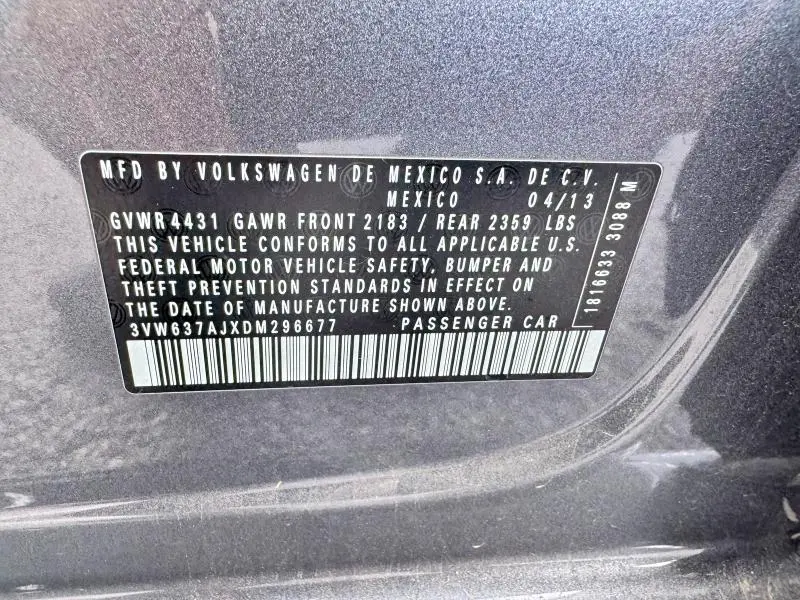 MFD BY VOLKSWAGEN DE MEXICO S.A. DE C.V.
MEXICO 04/13
GVWR 4431 GAWR FRONT 2183 / REAR 2359 LBS
THIS VEHICLE CONFORMS TO ALL APPLICABLE U.S.
FEDERAL MOTOR VEHICLE SAFETY, BUMPER AND
THEFT PREVENTION STANDARDS IN EFFECT ON
THE DATE OF MANUFACTURE SHOWN ABOVE.
3VW637AJXDM296677 PASSENGER CAR
1816633 3088 M